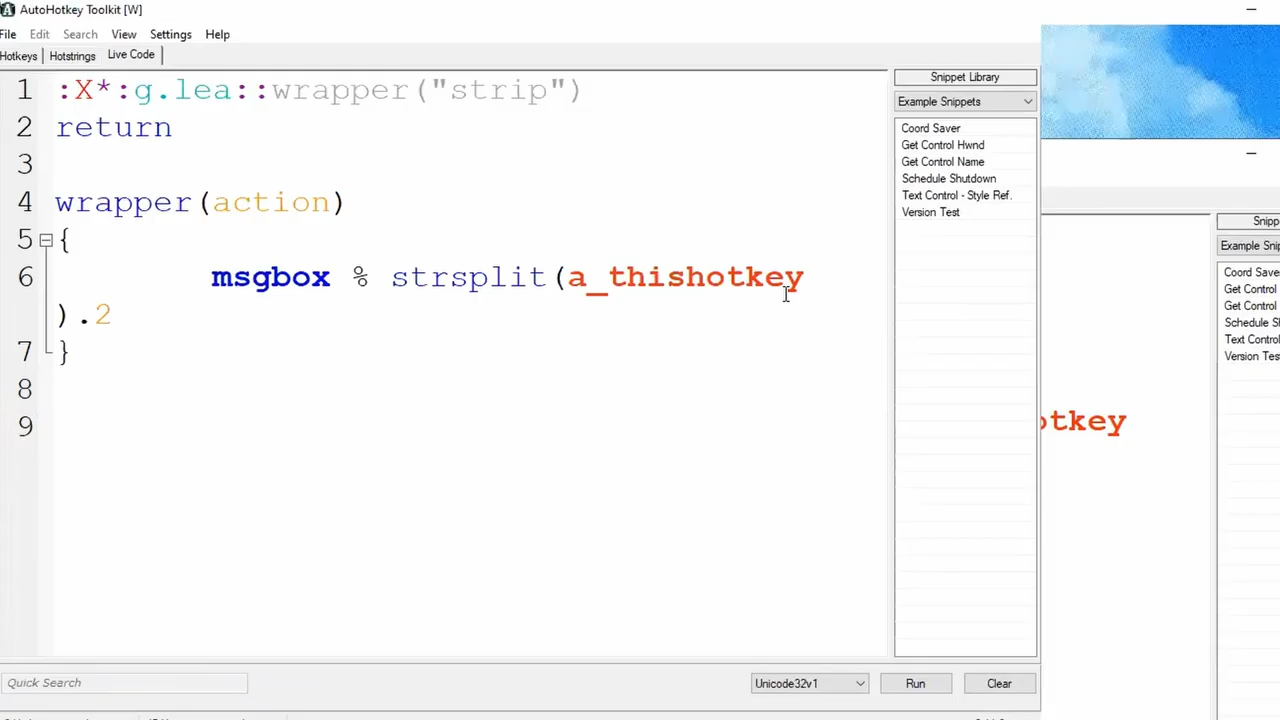 AutoHotkey Toolkit [W]
File Edit Search View Settings Help
Hotkeys Hotstrings Live Code
1 :X*:g.lea::wrapper("strip")
2 return
3
4 wrapper(action)
5 {
6 msgbox % strsplit(a_thishotkey
).2
7 }
8
9
Snippet Library
Example Snippets
Coord Saver
Get Control Hwnd
Get Control Name
Schedule Shutdown
Text Control - Style Ref.
Version Test
Snipp
Example Snip
Coord Save
Get Control
Get Control
Schedule Sh
Text Control
Version Test
otkey
Quick Search
Unicode32v1
Run
Clear